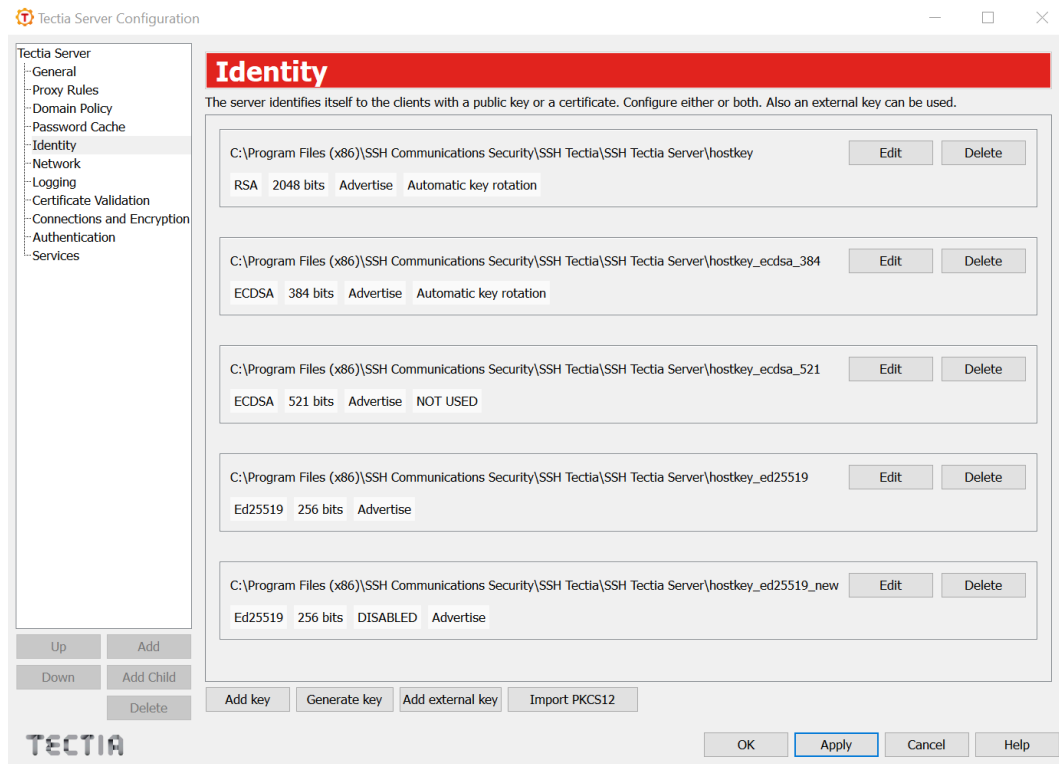 Tectia Server Configuration
Tectia Server
General
Proxy Rules
Domain Policy
Password Cache
Identity
Network
Logging
Certificate Validation
Connections and Encryption
Authentication
Services
Up
Add
Down
Add Child
Delete
TECTIA
Identity
The server identifies itself to the clients with a public key or a certificate. Configure either or both. Also an external key can be used.
C:\Program Files (x86)\SSH Communications Security\SSH Tectia\SSH Tectia Server\hostkey
Edit
Delete
RSA 2048 bits Advertise Automatic key rotation
C:\Program Files (x86)\SSH Communications Security\SSH Tectia\SSH Tectia Server\hostkey_ecdsa_384
Edit
Delete
ECDSA 384 bits Advertise Automatic key rotation
C:\Program Files (x86)\SSH Communications Security\SSH Tectia\SSH Tectia Server\hostkey_ecdsa_521
Edit
Delete
ECDSA 521 bits Advertise NOT USED
C:\Program Files (x86)\SSH Communications Security\SSH Tectia\SSH Tectia Server\hostkey_ed25519
Edit
Delete
Ed25519 256 bits Advertise
C:\Program Files (x86)\SSH Communications Security\SSH Tectia\SSH Tectia Server\hostkey_ed25519_new
Edit
Delete
Ed25519 256 bits DISABLED Advertise
Add key
Generate key
Add external key
Import PKCS12
OK
Apply
Cancel
Help